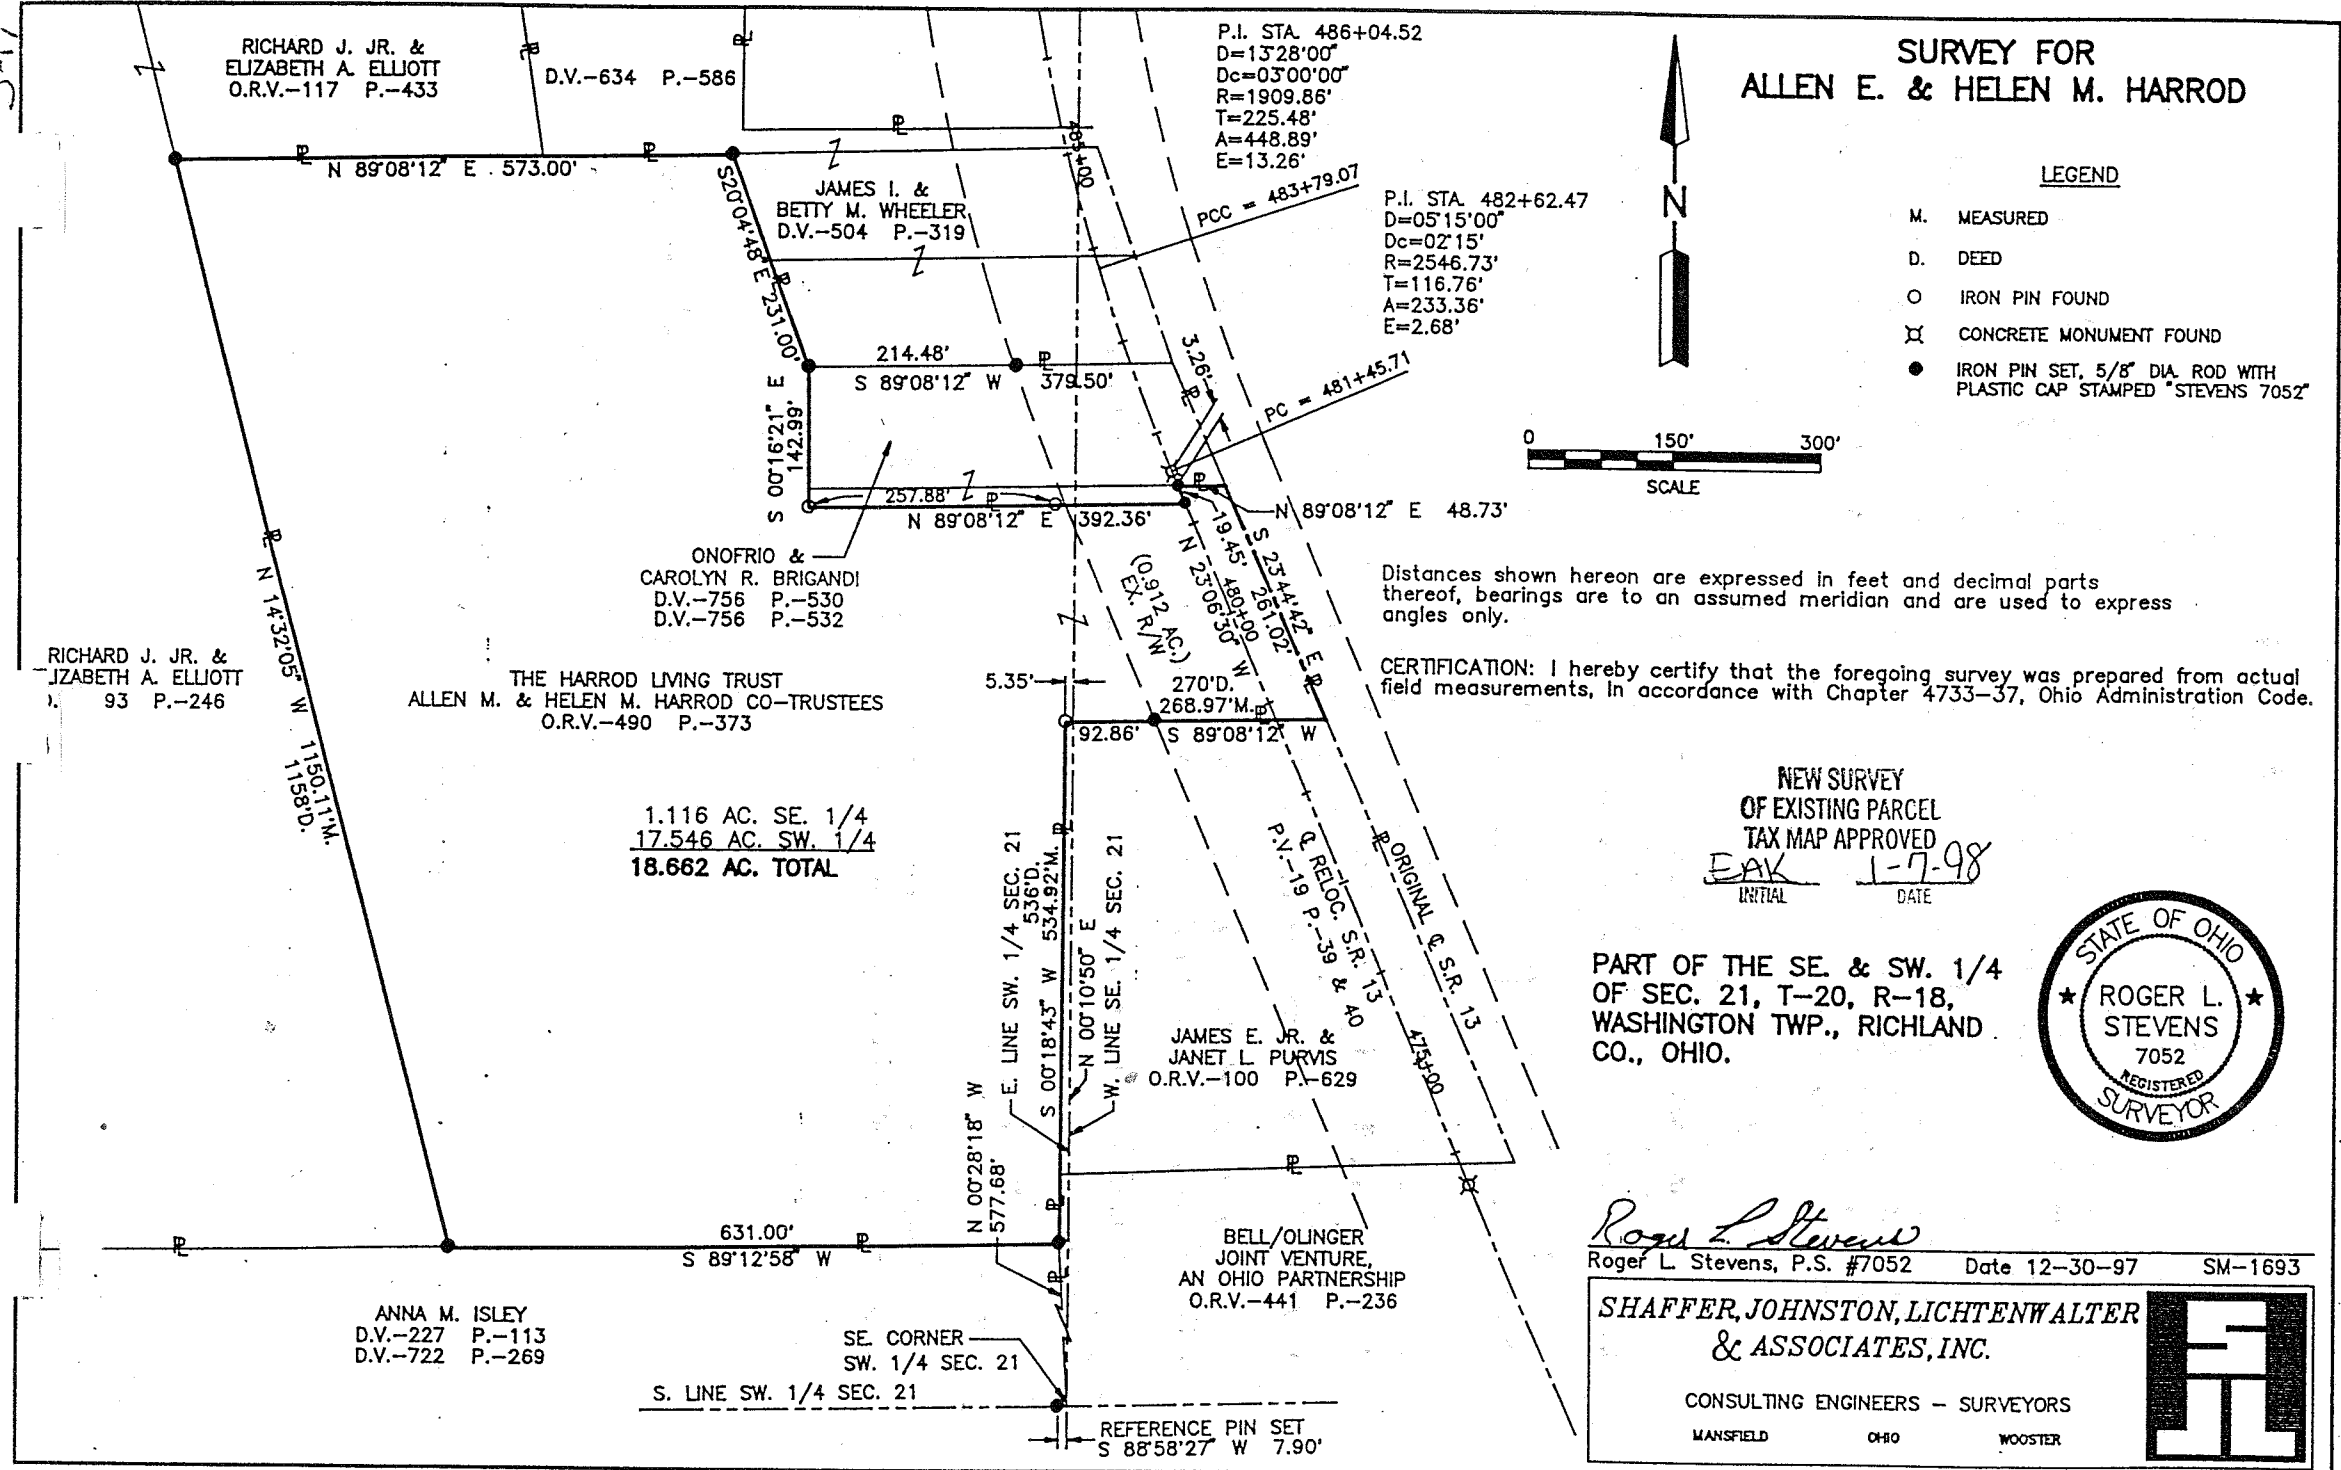 RICHARD J. JR. &
ELIZABETH A. ELLIOTT
O.R.V.-117 P.-433
D.V.-634 P.-586
N 89°08'12" E 573.00'
JAMES I. &
BETTY M. WHEELER
D.V.-504 P.-319
S20°04'48"E 231.00'
485+00
P.I. STA. 486+04.52
D=13°28'00"
Dc=03°00'00"
R=1909.86'
T=225.48'
A=448.89'
E=13.26'
PCC = 483+79.07
P.I. STA. 482+62.47
D=05°15'00"
Dc=02°15'
R=2546.73'
T=116.76'
A=233.36'
E=2.68'
3.26'
PC = 481+45.71
N
SURVEY FOR
ALLEN E. & HELEN M. HARROD
LEGEND
M. MEASURED
D. DEED
IRON PIN FOUND
CONCRETE MONUMENT FOUND
IRON PIN SET, 5/8" DIA. ROD WITH
PLASTIC CAP STAMPED "STEVENS 7052"
0 150' 300'
SCALE
214.48'
S 89°08'12" W 379.50'
S 00°16'21" E
142.99'
257.88'
N 89°08'12" E 392.36'
N 89°08'12" E 48.73'
19.45'
N 23°06'30" W
480+00
S 23°44'42" E
261.02'
(0.912 AC.)
EX. R/W
ONOFRIO &
CAROLYN R. BRIGANDI
D.V.-756 P.-530
D.V.-756 P.-532
Distances shown hereon are expressed in feet and decimal parts
thereof, bearings are to an assumed meridian and are used to express
angles only.
CERTIFICATION: I hereby certify that the foregoing survey was prepared from actual
field measurements, in accordance with Chapter 4733-37, Ohio Administration Code.
RICHARD J. JR. &
IZABETH A. ELLIOTT
93 P.-246
N 14°32'05" W 1150.11'M.
1158'D.
THE HARROD LIVING TRUST
ALLEN M. & HELEN M. HARROD CO-TRUSTEES
O.R.V.-490 P.-373
5.35'
270'D.
268.97'M.
92.86' S 89°08'12" W
1.116 AC. SE. 1/4
17.546 AC. SW. 1/4
18.662 AC. TOTAL
E. LINE SW. 1/4 SEC. 21
536'D.
S 00°18'43" W 534.92'M.
N 00°10'50" E
W. LINE SE. 1/4 SEC. 21
℄ RELOC. S.R. 13
P.V.-19 P.-39 & 40
ORIGINAL ℄ S.R. 13
475+00
NEW SURVEY
OF EXISTING PARCEL
TAX MAP APPROVED
EAK 1-7-98
INITIAL DATE
PART OF THE SE. & SW. 1/4
OF SEC. 21, T-20, R-18,
WASHINGTON TWP., RICHLAND
CO., OHIO.
STATE OF OHIO
ROGER L.
STEVENS
7052
REGISTERED
SURVEYOR
JAMES E. JR. &
JANET L. PURVIS
O.R.V.-100 P.-629
N 00°28'18" W
577.68'
631.00'
S 89°12'58" W
BELL/OLINGER
JOINT VENTURE,
AN OHIO PARTNERSHIP
O.R.V.-441 P.-236
ANNA M. ISLEY
D.V.-227 P.-113
D.V.-722 P.-269
SE. CORNER
SW. 1/4 SEC. 21
S. LINE SW. 1/4 SEC. 21
REFERENCE PIN SET
S 88°58'27" W 7.90'
Roger L. Stevens
Roger L. Stevens, P.S. #7052 Date 12-30-97 SM-1693
SHAFFER, JOHNSTON, LICHTENWALTER
& ASSOCIATES, INC.
CONSULTING ENGINEERS - SURVEYORS
MANSFIELD OHIO WOOSTER